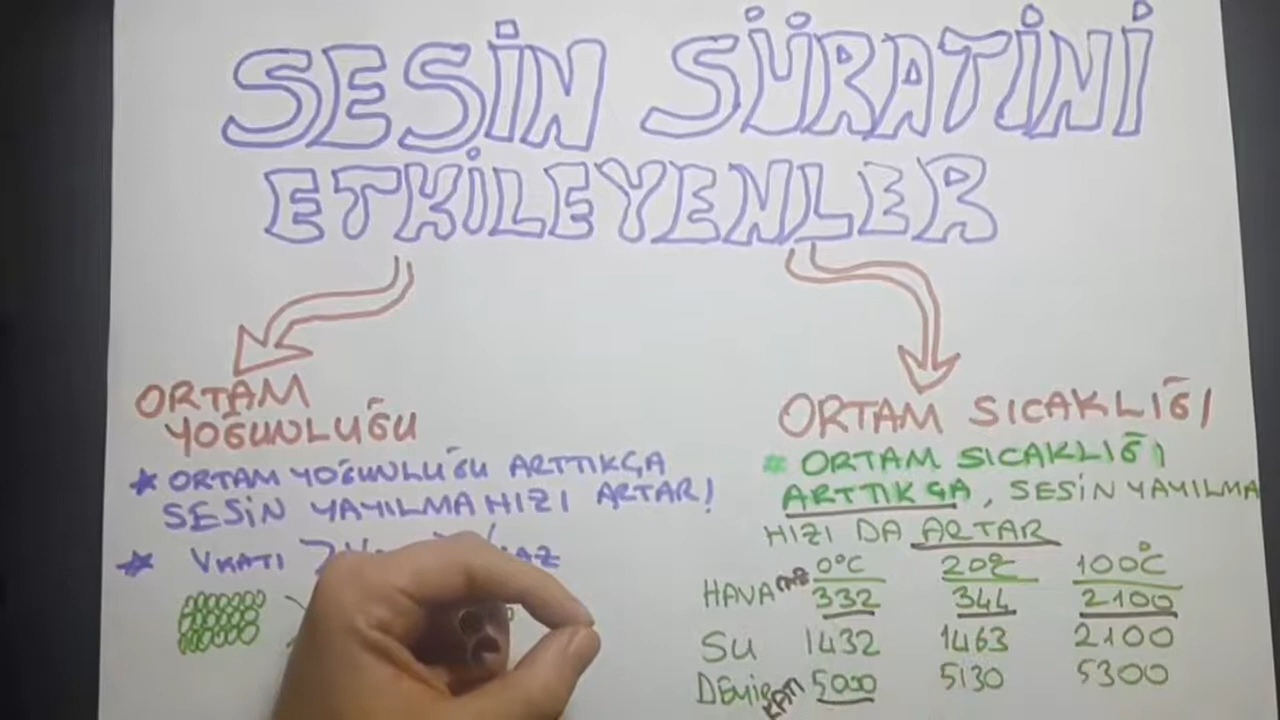 SESİN SÜRATİNİ
ETKİLEYENLER
ORTAM
YOĞUNLUĞU
★ ORTAM YOĞUNLUĞU ARTTIKÇA
SESİN YAYILMA HIZI ARTAR!
★ VKATI >
ORTAM SICAKLIĞI
* ORTAM SICAKLIĞI
ARTTIKÇA, SESİN YAYILMA
HIZI DA ARTAR
0°C 20°C 100°C
HAVA 332 344 2100
SU 1432 1463 2100
DEMİR KATI 5000 5130 5300